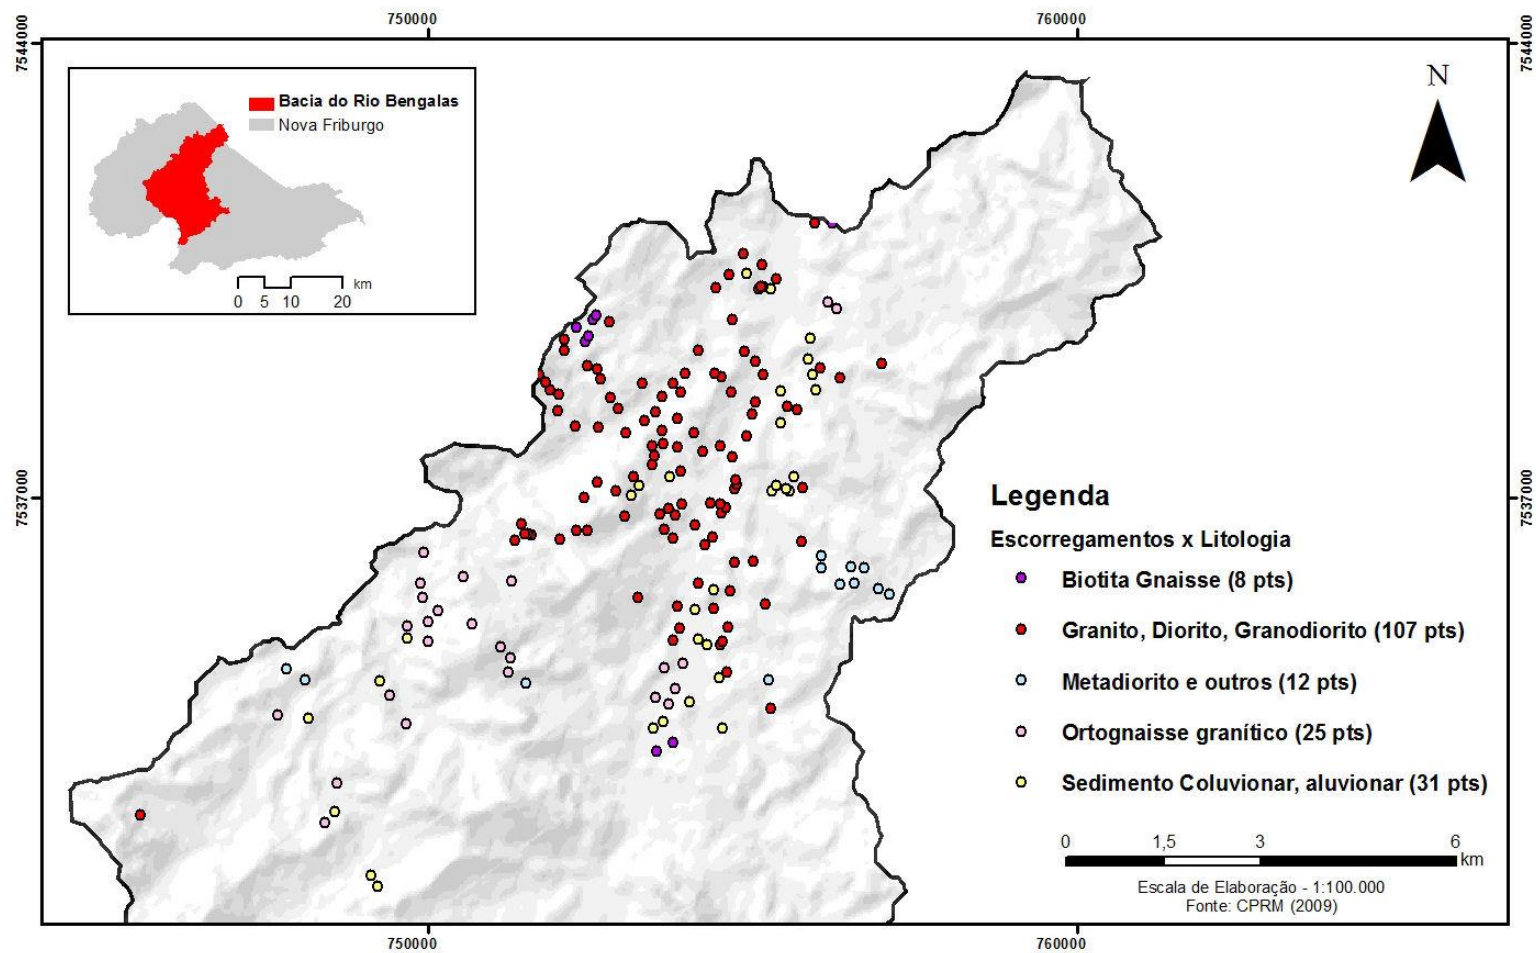 750000
760000
7544000
7544000
Bacia do Rio Bengalas
Nova Friburgo
km
0 5 10 20
N
7537000
7537000
Legenda
Escorregamentos x Litologia
Biotita Gnaisse (8 pts)
Granito, Diorito, Granodiorito (107 pts)
Metadiorito e outros (12 pts)
Ortognaisse granítico (25 pts)
Sedimento Coluvionar, aluvionar (31 pts)
0 1,5 3 6
km
Escala de Elaboração - 1:100.000
Fonte: CPRM (2009)
750000
760000